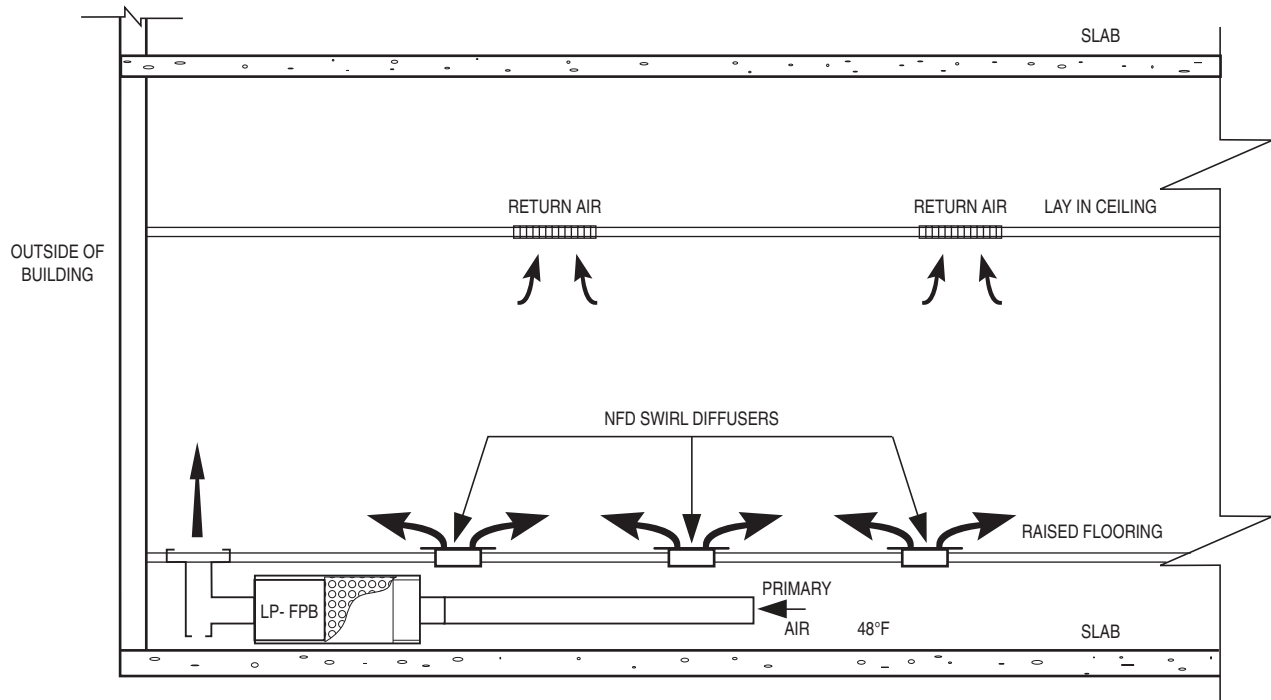 SLAB
RETURN AIR
RETURN AIR
LAY IN CEILING
OUTSIDE OF
BUILDING
NFD SWIRL DIFFUSERS
RAISED FLOORING
LP- FPB
PRIMARY
AIR 48°F
SLAB